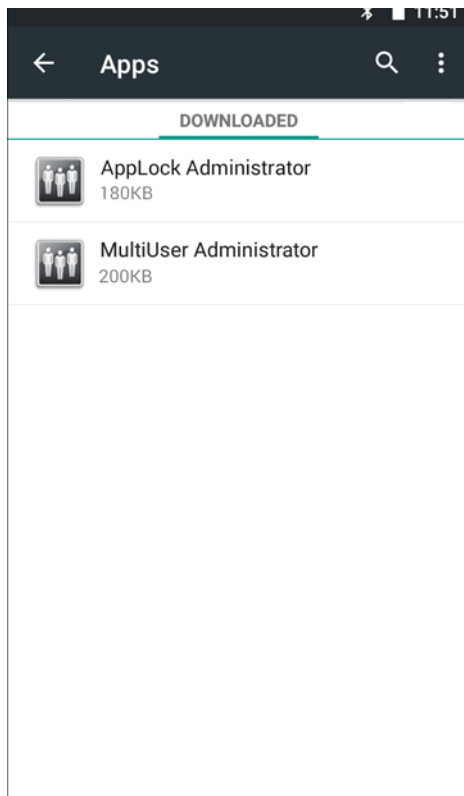 11:51
Apps
DOWNLOADED
AppLock Administrator
180KB
MultiUser Administrator
200KB